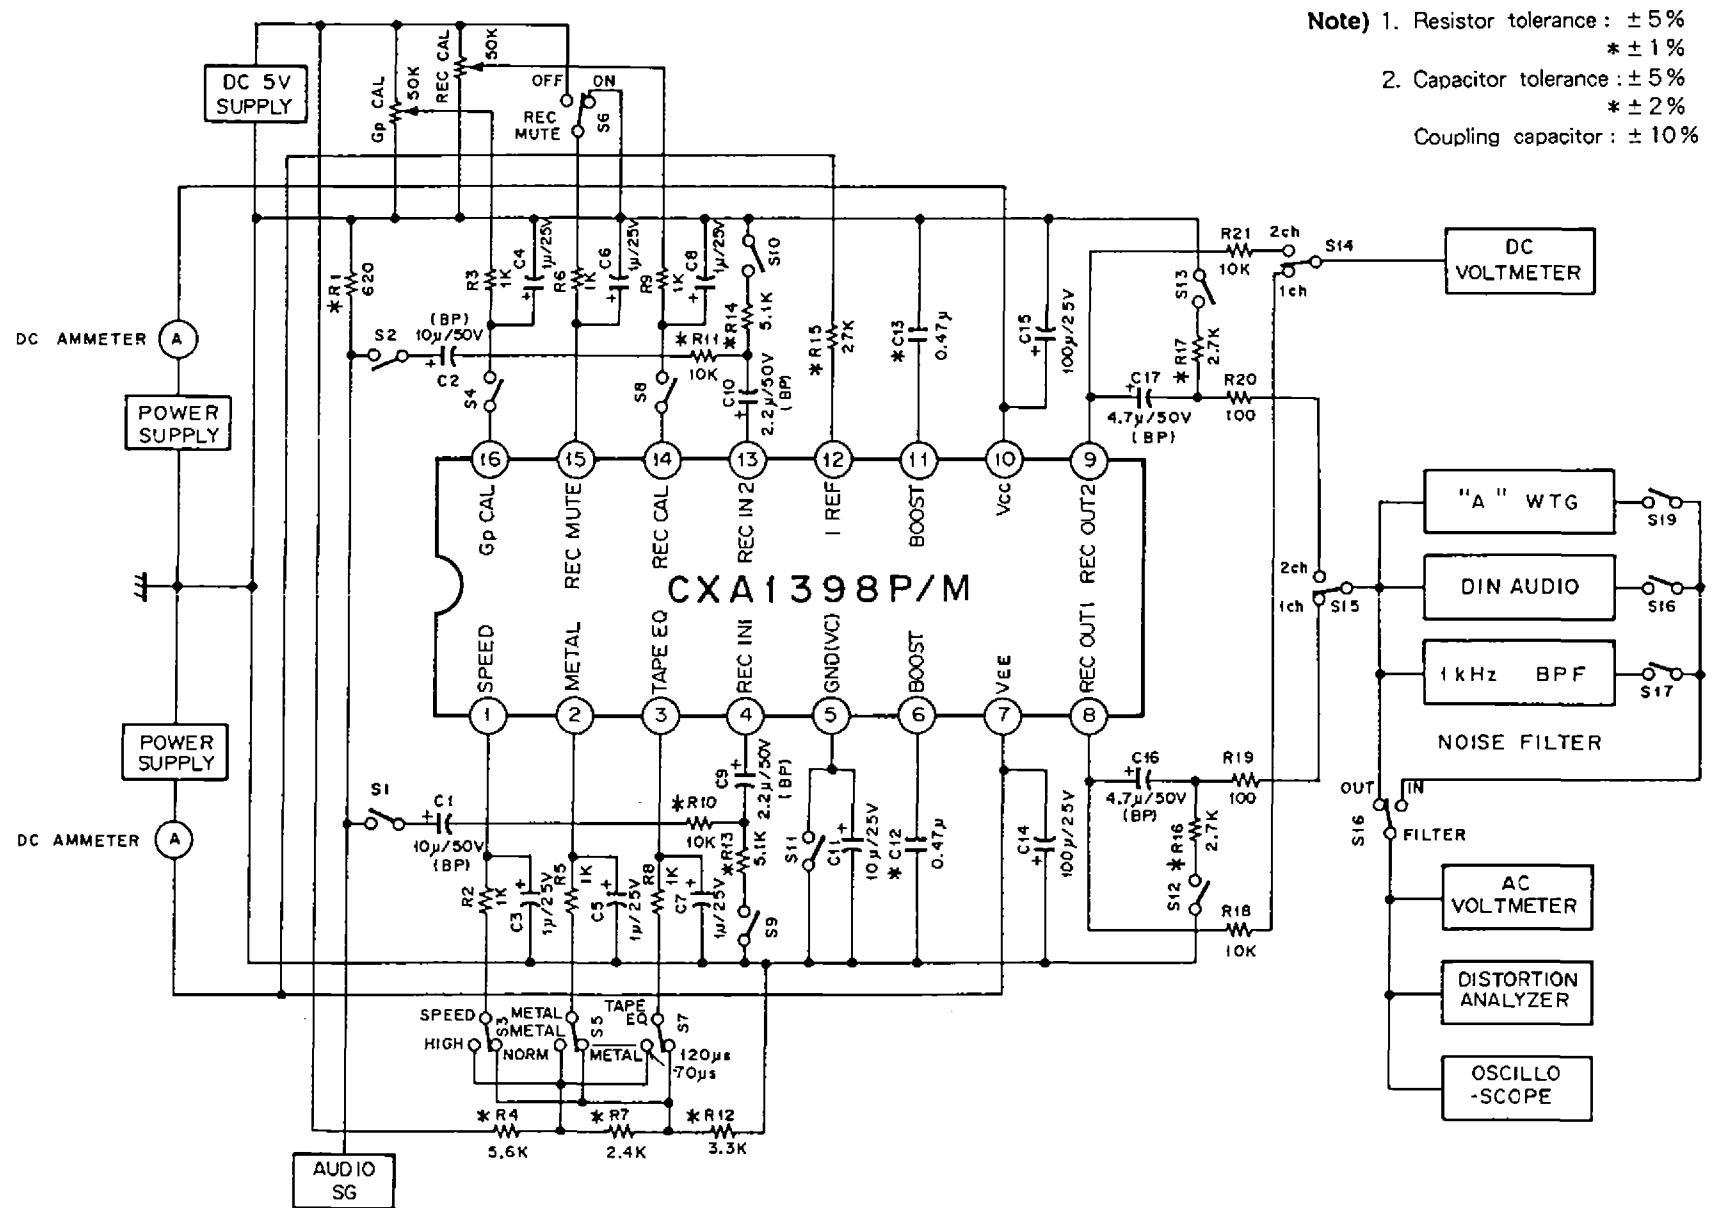 Note) 1. Resistor tolerance : ±5%
* ±1%
2. Capacitor tolerance : ±5%
* ±2%
Coupling capacitor : ±10%
DC 5V
SUPPLY
Gp CAL
50K
REC CAL
50K
OFF
ON
REC
MUTE
S6
*R1
620
R3
1K
C4
1μ/25V
R6
1K
C6
1μ/25V
R9
1K
C8
1μ/25V
S10
*R14
5.1K
*R15
27K
*C13
0.47μ
C15
100μ/25V
R21
10K
2ch
1ch
S14
DC
VOLTMETER
S13
*R17
2.7K
DC AMMETER
A
S2
(BP)
10μ/50V
C2
S4
S8
*R11
10K
C10
2.2μ/50V
(BP)
C17
4.7μ/50V
(BP)
R20
100
POWER
SUPPLY
16
15
14
13
12
11
10
9
Gp CAL
REC MUTE
REC CAL
REC IN2
I REF
BOOST
VCC
REC OUT2
CXA1398P/M
SPEED
METAL
TAPE EQ
REC IN1
GND(VC)
BOOST
VEE
REC OUT1
1
2
3
4
5
6
7
8
"A" WTG
S19
DIN AUDIO
S16
1kHz BPF
S17
NOISE FILTER
2ch
1ch
S15
POWER
SUPPLY
DC AMMETER
A
S1
C1
10μ/50V
(BP)
*R10
10K
C9
2.2μ/50V
(BP)
*R13
5.1K
S9
S11
C11
10μ/25V
*C12
0.47μ
C14
100μ/25V
C16
4.7μ/50V
(BP)
R19
100
*R16
2.7K
S12
R18
10K
OUT
IN
S16
FILTER
R2
1K
C3
1μ/25V
R5
1K
C5
1μ/25V
R8
1K
C7
1μ/25V
AC
VOLTMETER
DISTORTION
ANALYZER
OSCILLO
-SCOPE
SPEED
S3
HIGH
NORM
METAL
METAL
S5
METAL
TAPE
EQ
S7
120μs
70μs
*R4
5.6K
*R7
2.4K
*R12
3.3K
AUDIO
SG